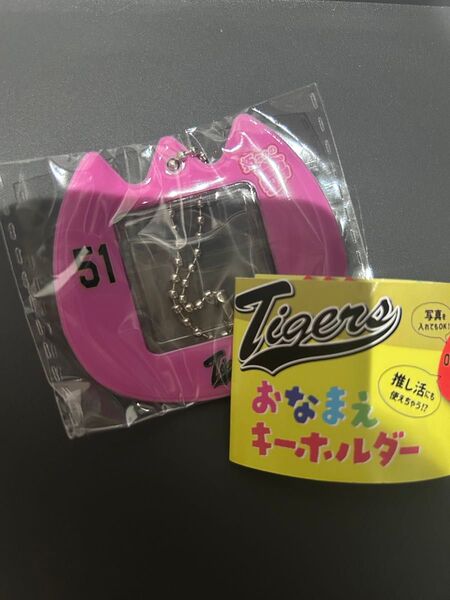 51
Tigers
写真を
入れてもOK!
推し活にも
使えちゃう!?
おなまえ
キーホルダー